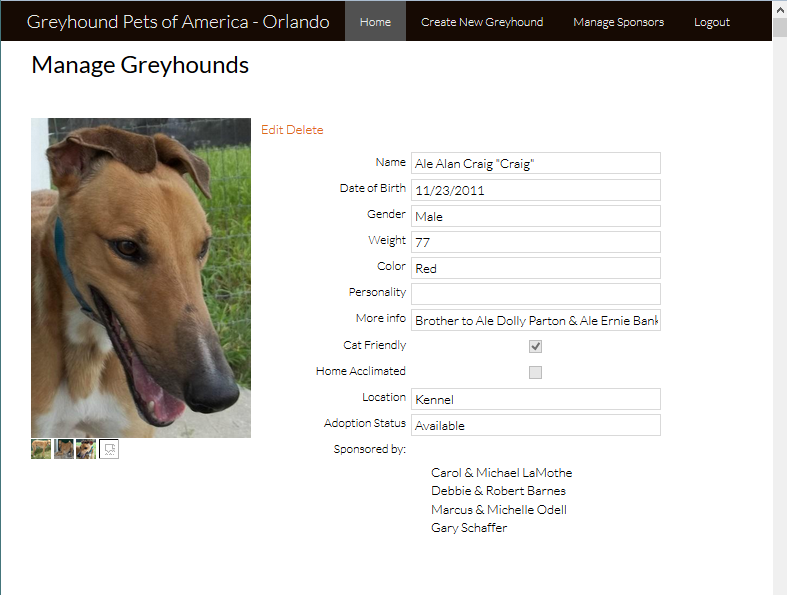 Greyhound Pets of America - Orlando Home Create New Greyhound Manage Sponsors Logout
Manage Greyhounds
Edit Delete
Name Ale Alan Craig "Craig"
Date of Birth 11/23/2011
Gender Male
Weight 77
Color Red
Personality
More info Brother to Ale Dolly Parton & Ale Ernie Bank
Cat Friendly
Home Acclimated
Location Kennel
Adoption Status Available
Sponsored by:
Carol & Michael LaMothe
Debbie & Robert Barnes
Marcus & Michelle Odell
Gary Schaffer